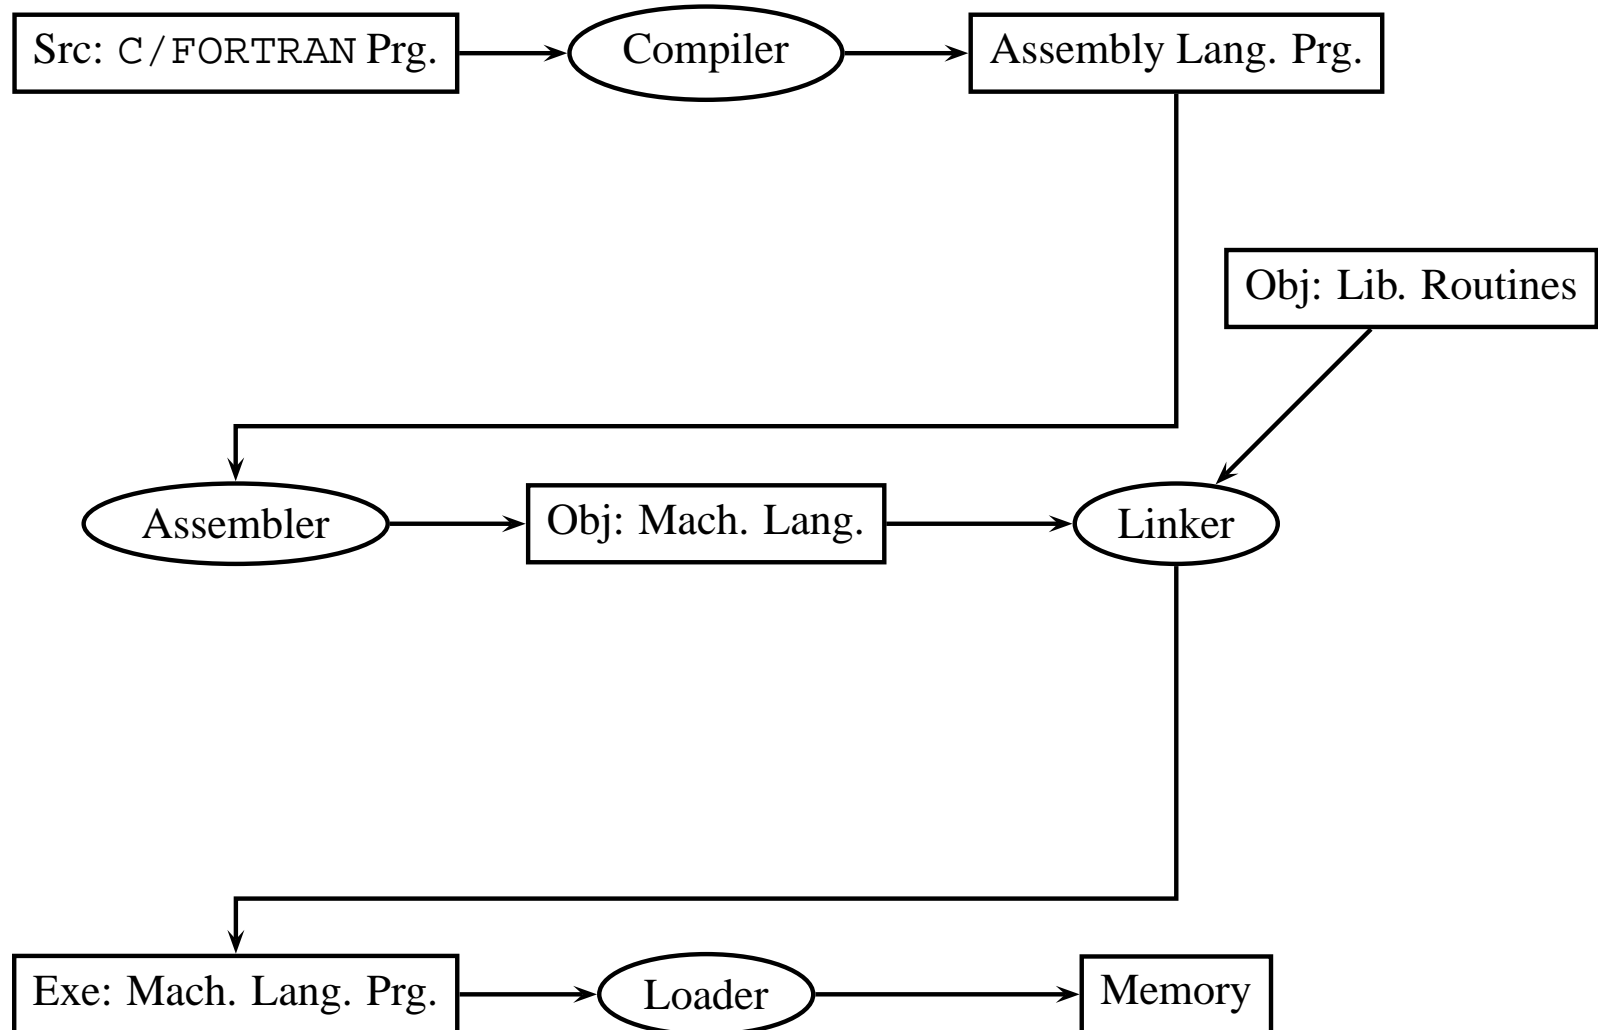 Src: C/FORTRAN Prg.
Compiler
Assembly Lang. Prg.
Obj: Lib. Routines
Assembler
Obj: Mach. Lang.
Linker
Exe: Mach. Lang. Prg.
Loader
Memory